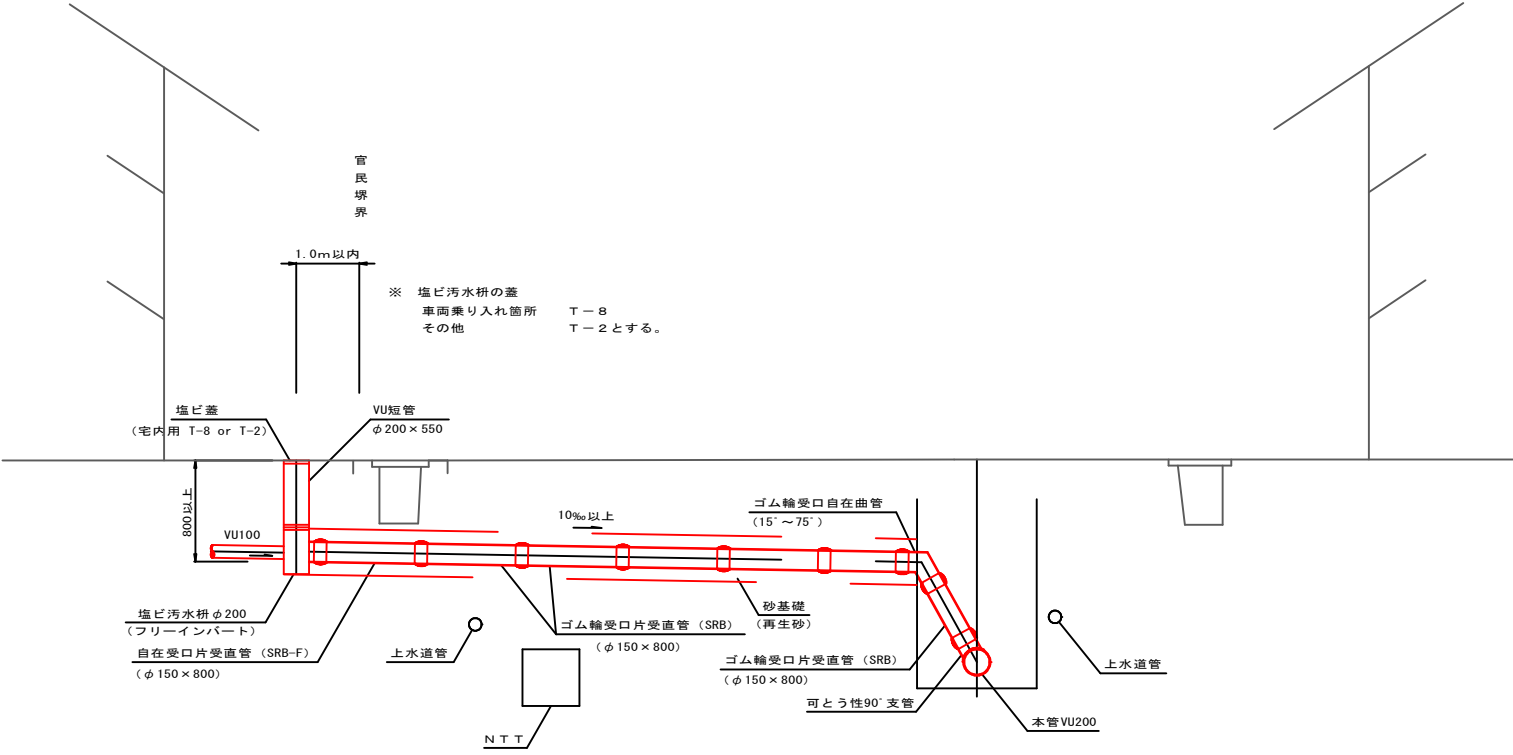 官民堺界
1.0m以内
※ 塩ビ汚水枡の蓋
車両乗り入れ箇所 T-8
その他 T-2とする。
塩ビ蓋
(宅内用 T-8 or T-2)
VU短管
φ200×550
800以上
VU100
10‰以上
ゴム輪受口自在曲管
(15°~75°)
塩ビ汚水枡φ200
(フリーインバート)
自在受口片受直管(SRB-F)
(φ150×800)
上水道管
ゴム輪受口片受直管(SRB)
(φ150×800)
砂基礎
(再生砂)
ゴム輪受口片受直管(SRB)
(φ150×800)
可とう性90°支管
上水道管
本管VU200
NTT